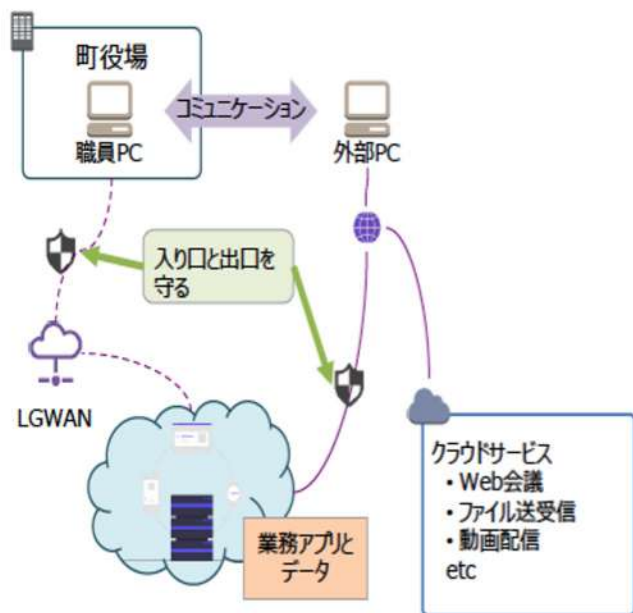 町役場
コミュニケーション
職員PC
外部PC
入り口と出口を
守る
LGWAN
クラウドサービス
・Web会議
・ファイル送受信
・動画配信
etc
業務アプリと
データ